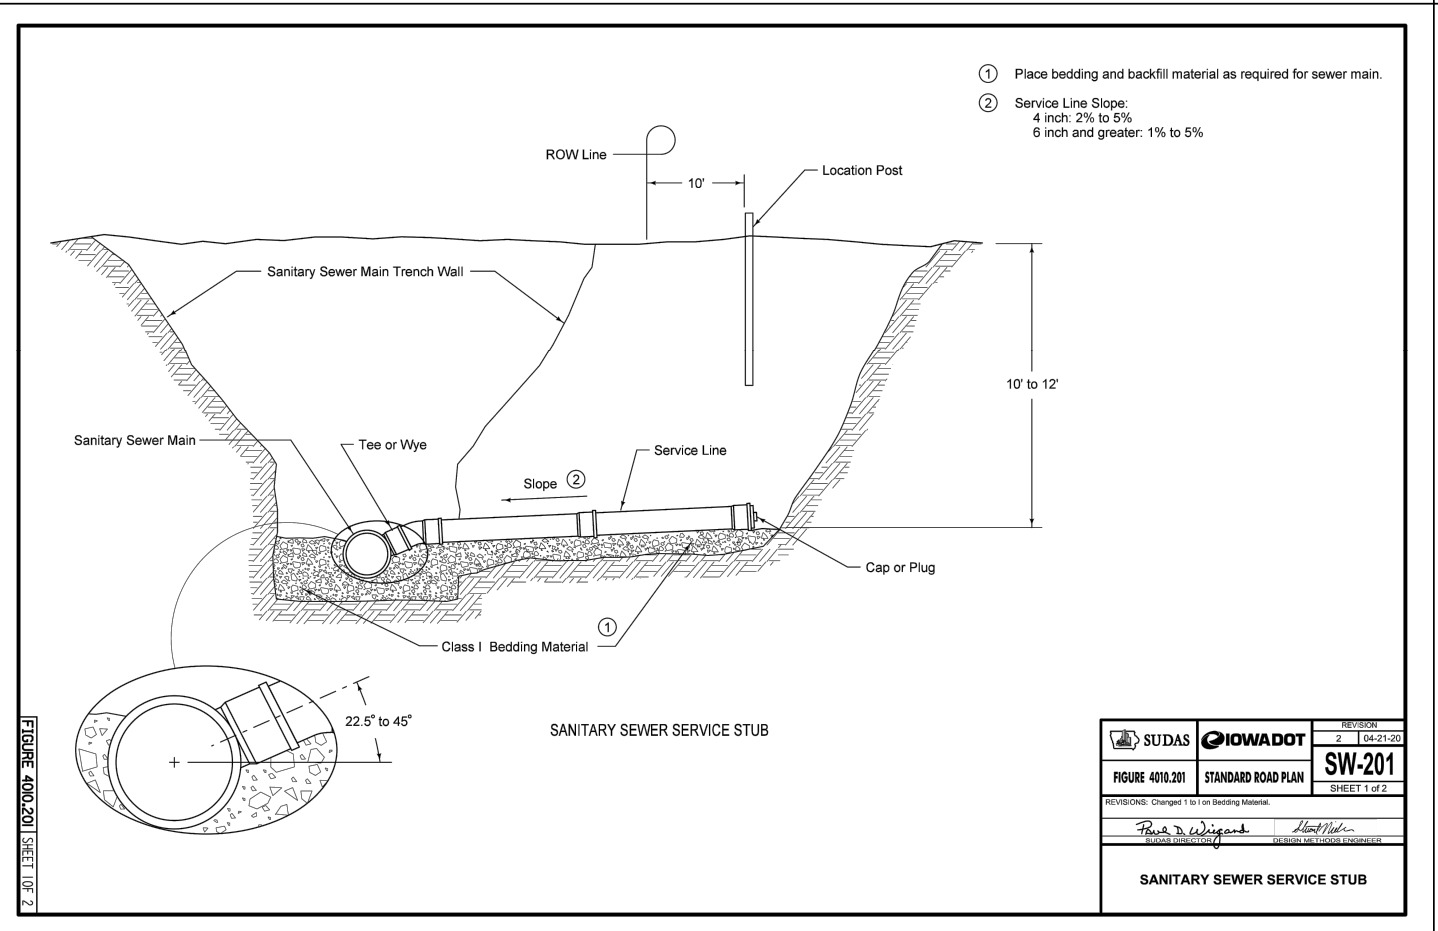 ① Place bedding and backfill material as required for sewer main.
② Service Line Slope:
4 inch: 2% to 5%
6 inch and greater: 1% to 5%
ROW Line
10'
Location Post
Sanitary Sewer Main Trench Wall
10' to 12'
Sanitary Sewer Main
Tee or Wye
Service Line
Slope ②
Cap or Plug
①
Class I Bedding Material
22.5° to 45°
SANITARY SEWER SERVICE STUB
FIGURE 4010.201 SHEET 1 OF 2
SUDAS
IOWADOT
REVISION
2 04-21-20
FIGURE 4010.201
STANDARD ROAD PLAN
SW-201
SHEET 1 of 2
REVISIONS: Changed 1 to I on Bedding Material.
Paul D. Wiegand
SUDAS DIRECTOR
DESIGN METHODS ENGINEER
SANITARY SEWER SERVICE STUB